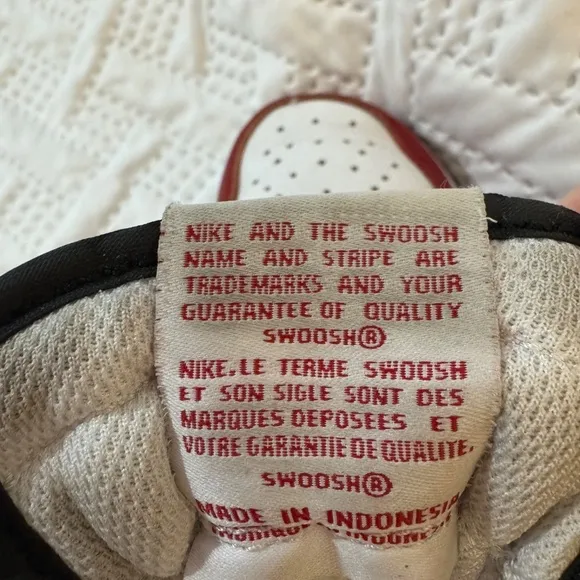 NIKE AND THE SWOOSH
NAME AND STRIPE ARE
TRADEMARKS AND YOUR
GUARANTEE OF QUALITY
SWOOSH®
NIKE, LE TERME SWOOSH
ET SON SIGLE SONT DES
MARQUES DEPOSEES ET
VOTRE GARANTIE DE QUALITE.
SWOOSH®
MADE IN INDONESIA
INDONESIA